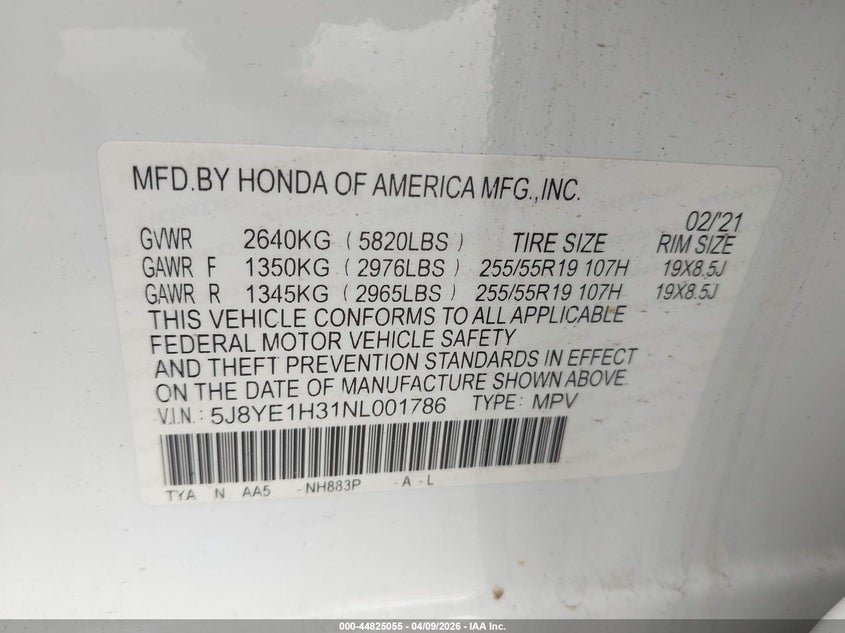 MFD.BY HONDA OF AMERICA MFG.,INC.
02/'21
GVWR 2640KG (5820LBS) TIRE SIZE RIM SIZE
GAWR F 1350KG (2976LBS) 255/55R19 107H 19X8.5J
GAWR R 1345KG (2965LBS) 255/55R19 107H 19X8.5J
THIS VEHICLE CONFORMS TO ALL APPLICABLE
FEDERAL MOTOR VEHICLE SAFETY
AND THEFT PREVENTION STANDARDS IN EFFECT
ON THE DATE OF MANUFACTURE SHOWN ABOVE.
V.I.N.: 5J8YE1H31NL001786 TYPE: MPV
TYA N AA5 -NH883P -A -L
000-44825055 | 04/09/2026 - IAA Inc.